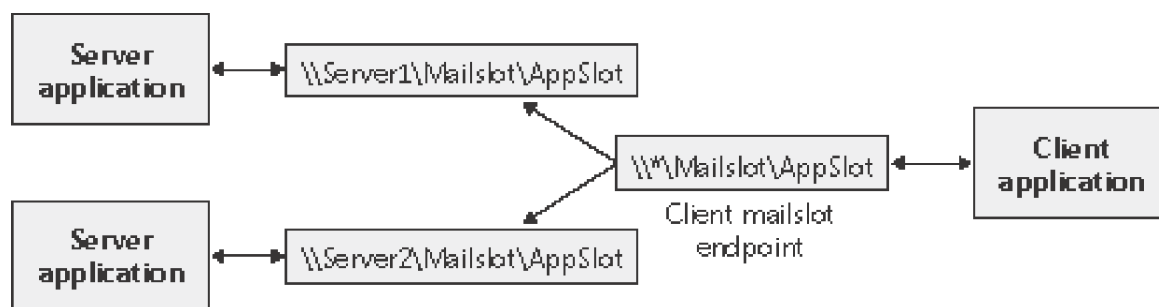 Server
application
\\Server1\Mailslot\AppSlot
\\*\Mailslot\AppSlot
Client
application
Client mailslot
endpoint
Server
application
\\Server2\Mailslot\AppSlot